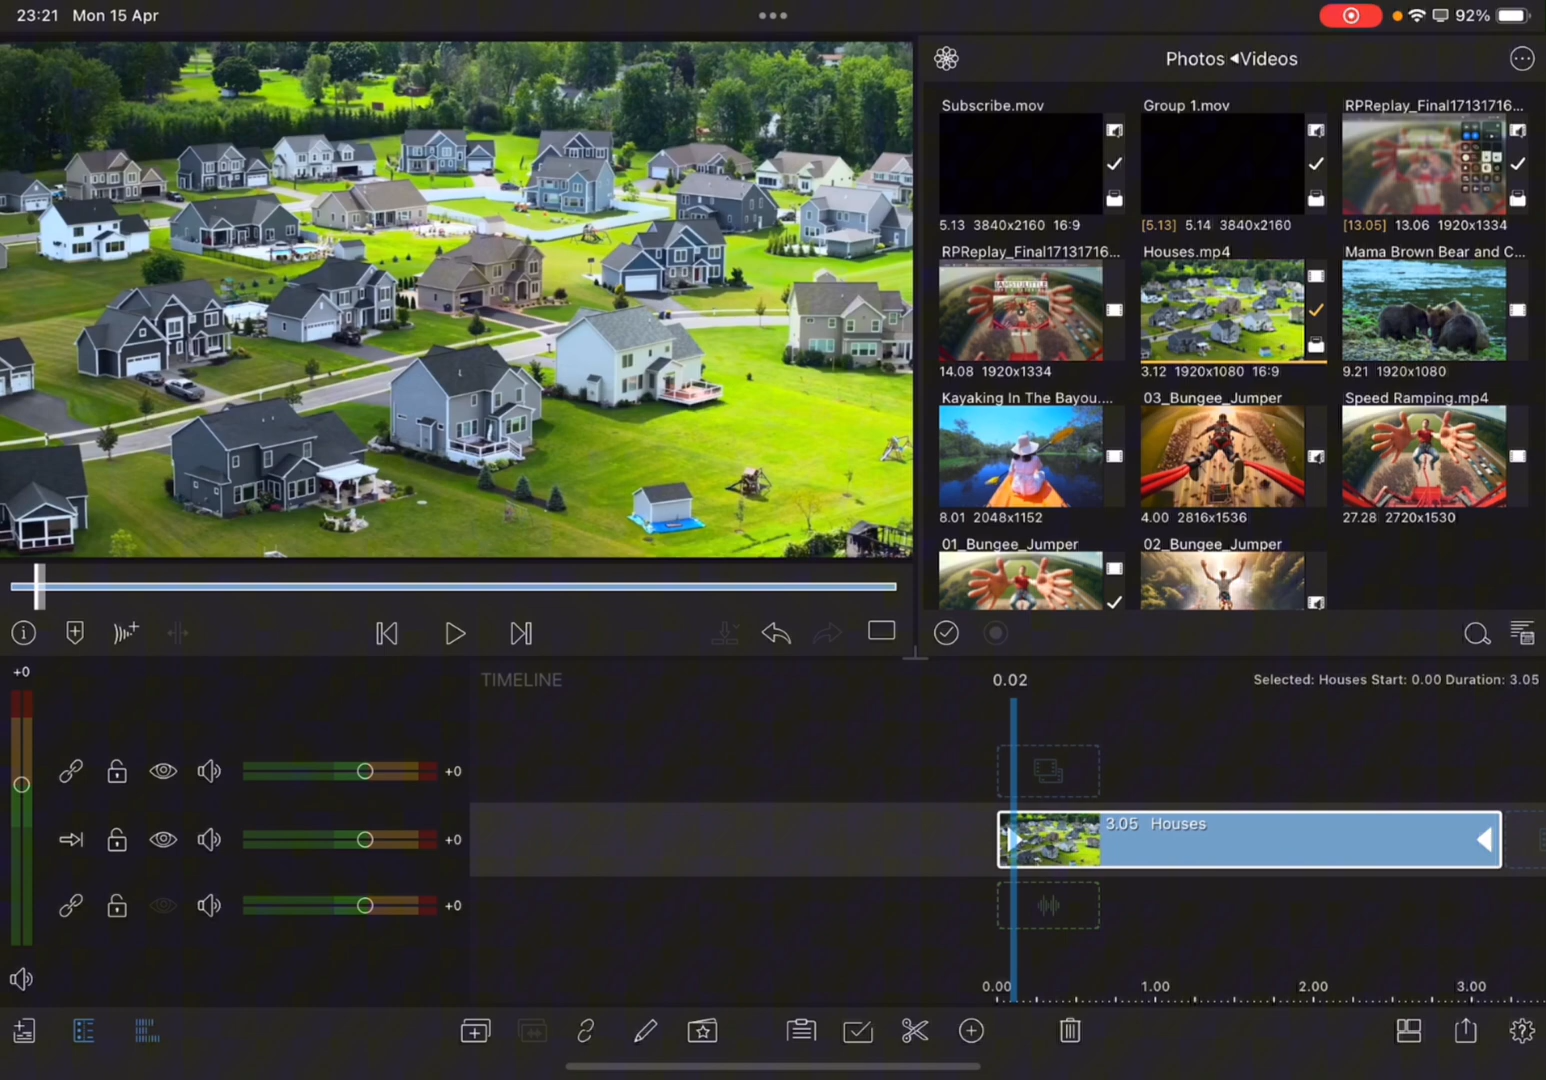 23:21 Mon 15 Apr
92%
Photos ◂Videos
Subscribe.mov
Group 1.mov
RPReplay_Final17131716...
5.13 3840x2160 16:9
[5.13] 5.14 3840x2160
[13.05] 13.06 1920x1334
RPReplay_Final17131716...
Houses.mp4
Mama Brown Bear and C...
14.08 1920x1334
3.12 1920x1080 16:9
9.21 1920x1080
Kayaking In The Bayou....
03_Bungee_Jumper
Speed Ramping.mp4
8.01 2048x1152
4.00 2816x1536
27.28 2720x1530
01_Bungee_Jumper
02_Bungee_Jumper
+0
TIMELINE
0.02
Selected: Houses Start: 0.00 Duration: 3.05
+0
3.05 Houses
+0
+0
0.00
1.00
2.00
3.00